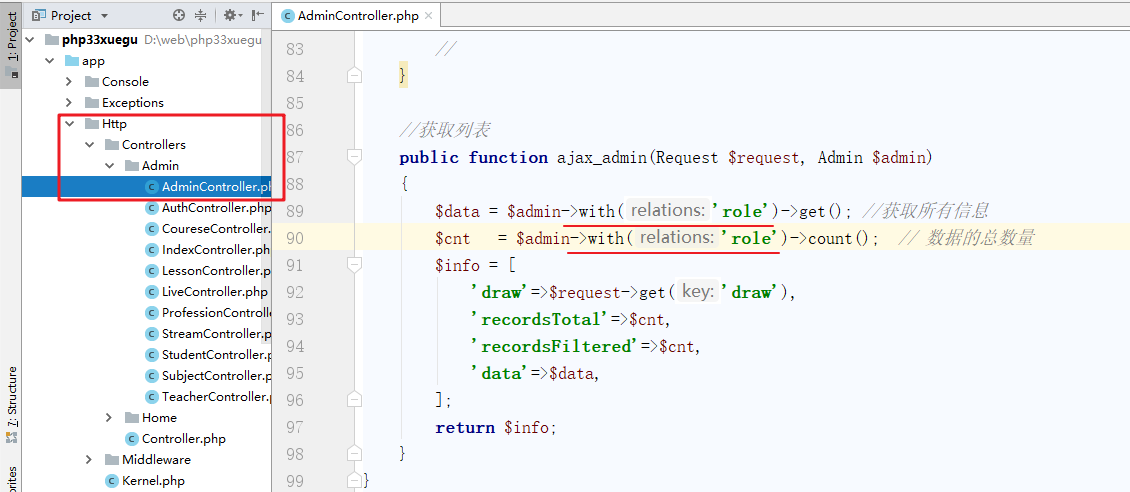 Project
AdminController.php
1: Project
7: Structure
rites
php33xuegu D:\web\php33xuegu
app
Console
Exceptions
Http
Controllers
Admin
AdminController.ph
AuthController.php
CoureseController.
IndexController.php
LessonController.p
LiveController.php
ProfessionControlle
StreamController.p
StudentController.p
SubjectController.p
TeacherController.p
Home
Controller.php
Middleware
Kernel.php
83 //
84 }
85
86 //获取列表
87 public function ajax_admin(Request $request, Admin $admin)
88 {
89 $data = $admin->with( relations: 'role')->get(); //获取所有信息
90 $cnt = $admin->with( relations: 'role')->count(); // 数据的总数量
91 $info = [
92 'draw'=>$request->get( key: 'draw'),
93 'recordsTotal'=>$cnt,
94 'recordsFiltered'=>$cnt,
95 'data'=>$data,
96 ];
97 return $info;
98 }
99 }